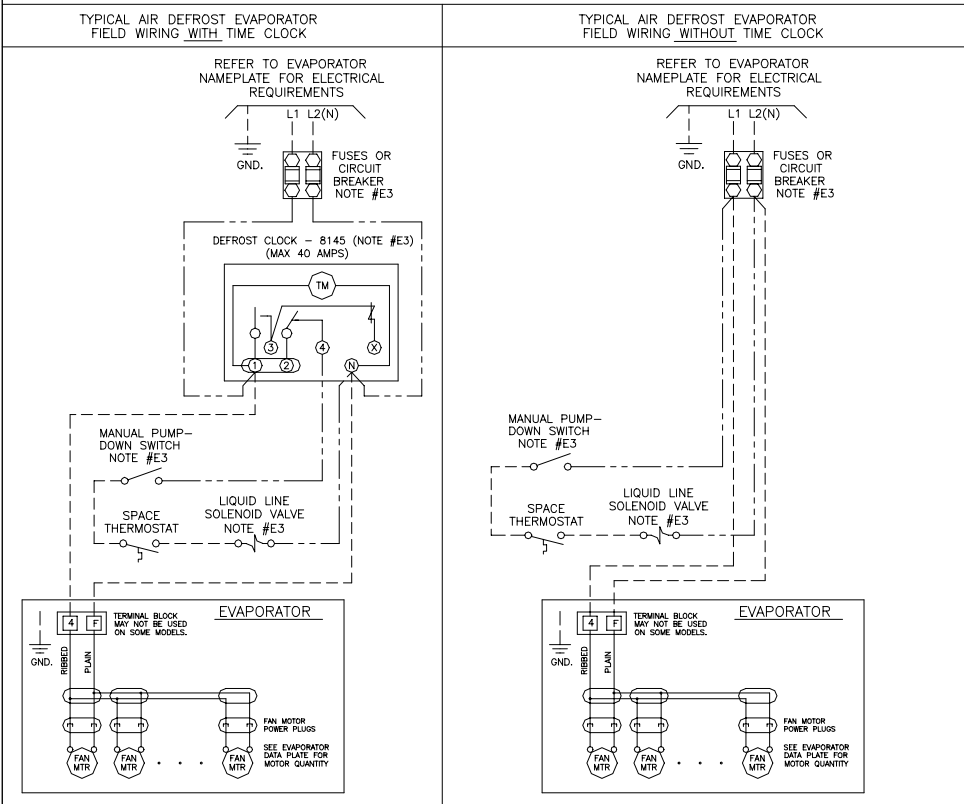 TYPICAL AIR DEFROST EVAPORATOR
FIELD WIRING WITH TIME CLOCK
REFER TO EVAPORATOR
NAMEPLATE FOR ELECTRICAL
REQUIREMENTS
L1 L2(N)
GND.
FUSES OR
CIRCUIT
BREAKER
NOTE #E3
DEFROST CLOCK - 8145 (NOTE #E3)
(MAX 40 AMPS)
TM
3
4
X
1
2
N
MANUAL PUMP-
DOWN SWITCH
NOTE #E3
LIQUID LINE
SOLENOID VALVE
NOTE #E3
SPACE
THERMOSTAT
EVAPORATOR
4 F
TERMINAL BLOCK
MAY NOT BE USED
ON SOME MODELS.
GND.
RIBBED
PLAIN
FAN MOTOR
POWER PLUGS
SEE EVAPORATOR
DATA PLATE FOR
MOTOR QUANTITY
FAN
MTR
FAN
MTR
. . .
FAN
MTR
TYPICAL AIR DEFROST EVAPORATOR
FIELD WIRING WITHOUT TIME CLOCK
REFER TO EVAPORATOR
NAMEPLATE FOR ELECTRICAL
REQUIREMENTS
L1 L2(N)
GND.
FUSES OR
CIRCUIT
BREAKER
NOTE #E3
MANUAL PUMP-
DOWN SWITCH
NOTE #E3
LIQUID LINE
SOLENOID VALVE
NOTE #E3
SPACE
THERMOSTAT
EVAPORATOR
4 F
TERMINAL BLOCK
MAY NOT BE USED
ON SOME MODELS.
GND.
RIBBED
PLAIN
FAN MOTOR
POWER PLUGS
SEE EVAPORATOR
DATA PLATE FOR
MOTOR QUANTITY
FAN
MTR
FAN
MTR
. . .
FAN
MTR